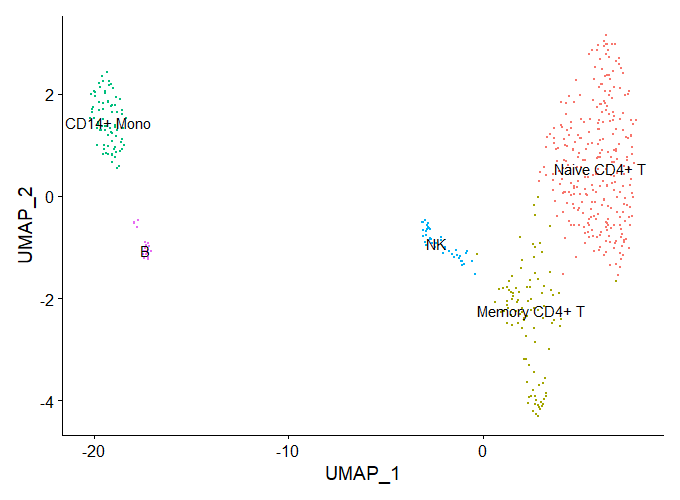 2
CD14+ Mono
Naive CD4+ T
0
NK
B
-2
Memory CD4+ T
-4
UMAP_2
-20
-10
0
UMAP_1